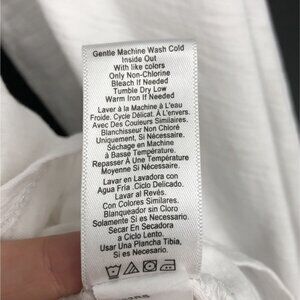 Gentle Machine Wash Cold
Inside Out
With like colors
Only Non-Chlorine
Bleach If Needed
Tumble Dry Low
Warm Iron If Needed
Laver à la Machine à L'eau
Froide. Cycle Délicat. À L'envers.
Avec Des Couleurs Similaires.
Blanchisseur Non Chloré
Uniquement, Si Nécessaire.
Séchage en Machine
à Basse Température.
Repasser À Une Température
Moyenne Si Nécessaire.
Lavar en Lavadora con
Agua Fria .Ciclo Delicado.
Lavar al Revés.
Con Colores Similares.
Blanqueador sin Cloro
Solamente Si es Necesario.
Secar En Secadora
a Ciclo Lento.
Usar Una Plancha Tibia,
Si es Necesario.